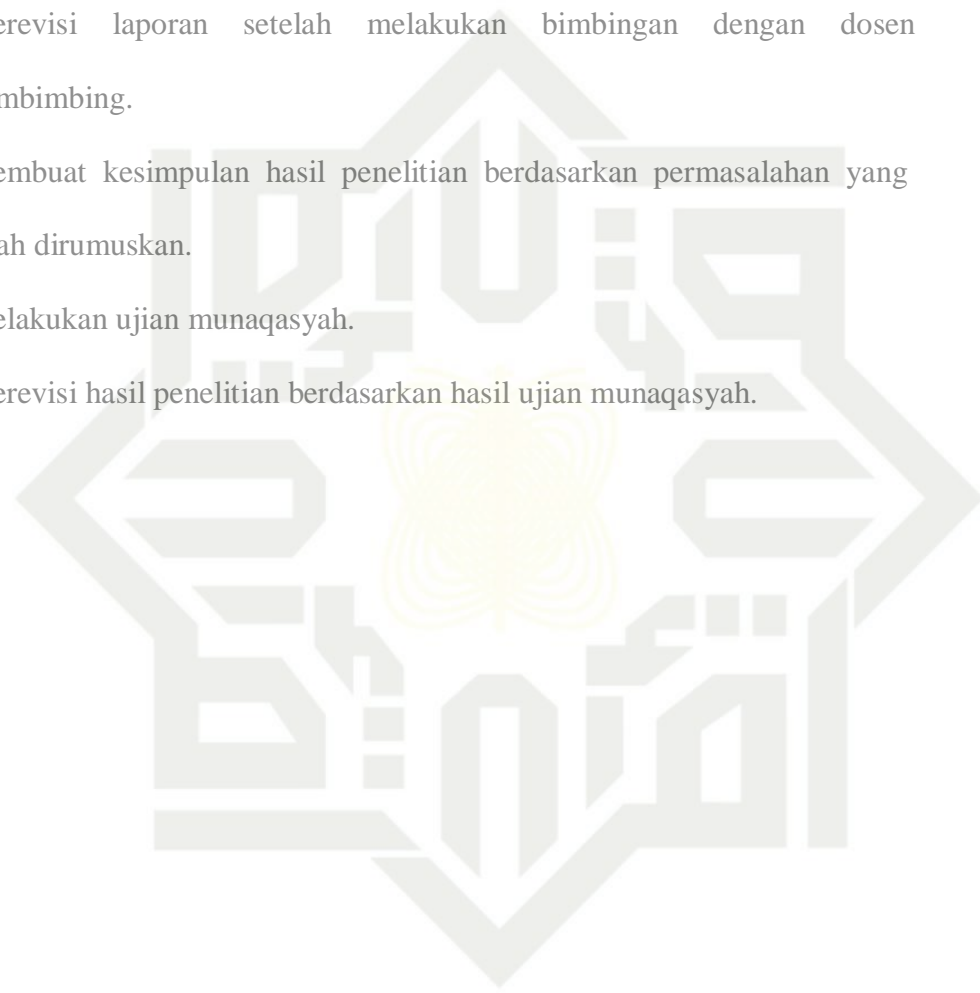 erevisi laporan setelah melakukan bimbingan dengan dosen
mbimbing.
embuat kesimpulan hasil penelitian berdasarkan permasalahan yang
ah dirumuskan.
elakukan ujian munaqasyah.
erevisi hasil penelitian berdasarkan hasil ujian munaqasyah.